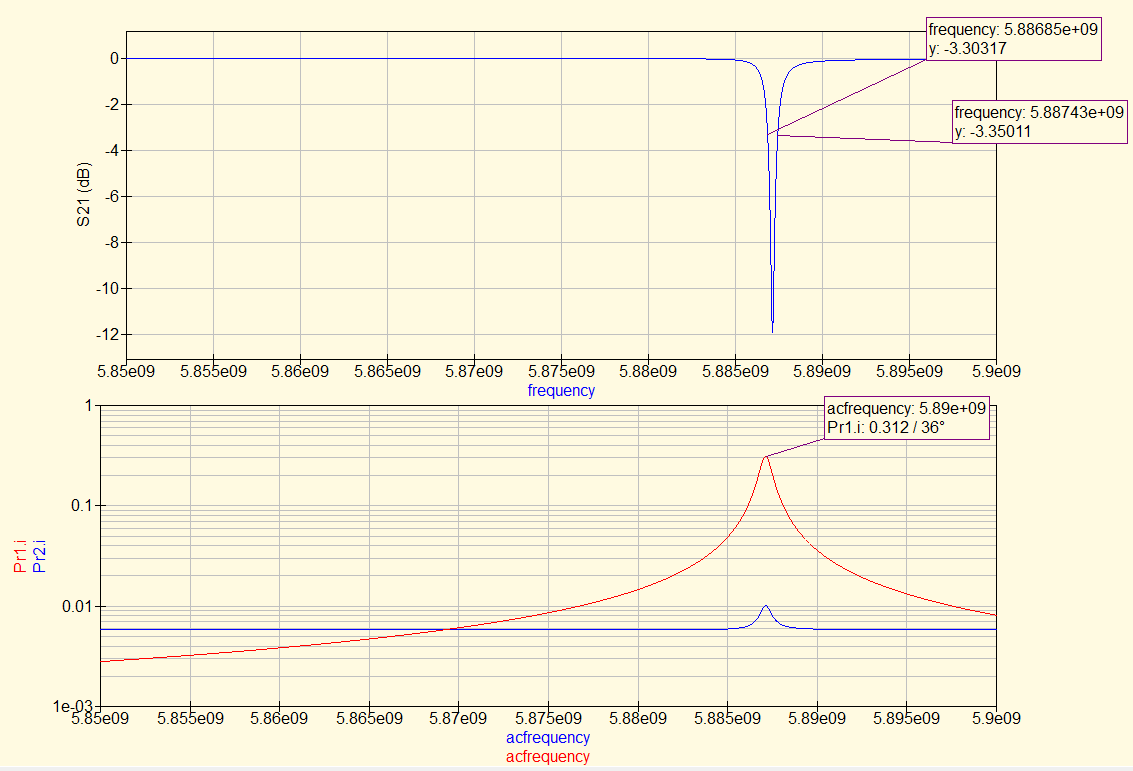 frequency: 5.88685e+09
y: -3.30317
frequency: 5.88743e+09
y: -3.35011
S21 (dB)
0
-2
-4
-6
-8
-10
-12
5.85e09 5.855e09 5.86e09 5.865e09 5.87e09 5.875e09 5.88e09 5.885e09 5.89e09 5.895e09 5.9e09
frequency
acfrequency: 5.89e+09
Pr1.i: 0.312 / 36°
Pr1.i
Pr2.i
1
0.1
0.01
1e-03
5.85e09 5.855e09 5.86e09 5.865e09 5.87e09 5.875e09 5.88e09 5.885e09 5.89e09 5.895e09 5.9e09
acfrequency
acfrequency